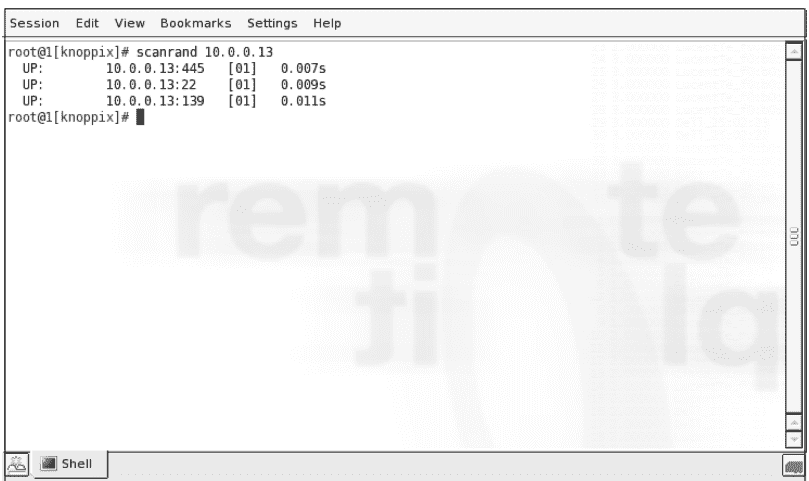 Session Edit View Bookmarks Settings Help
root@1[knoppix]# scanrand 10.0.0.13
UP: 10.0.0.13:445 [01] 0.007s
UP: 10.0.0.13:22 [01] 0.009s
UP: 10.0.0.13:139 [01] 0.011s
root@1[knoppix]#
Shell